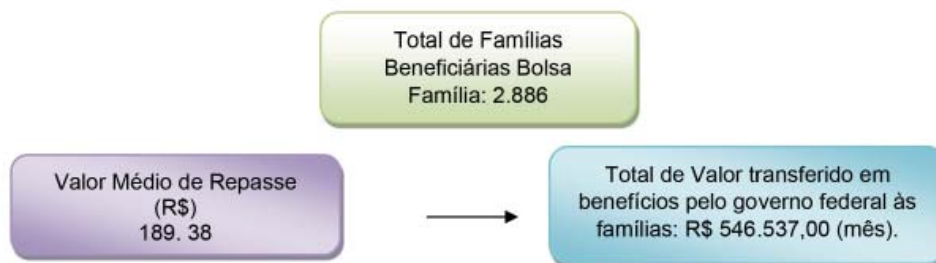 Total de Famílias
Beneficiárias Bolsa
Família: 2.886
Valor Médio de Repasse
(R$)
189. 38
Total de Valor transferido em
benefícios pelo governo federal às
famílias: R$ 546.537,00 (mês).